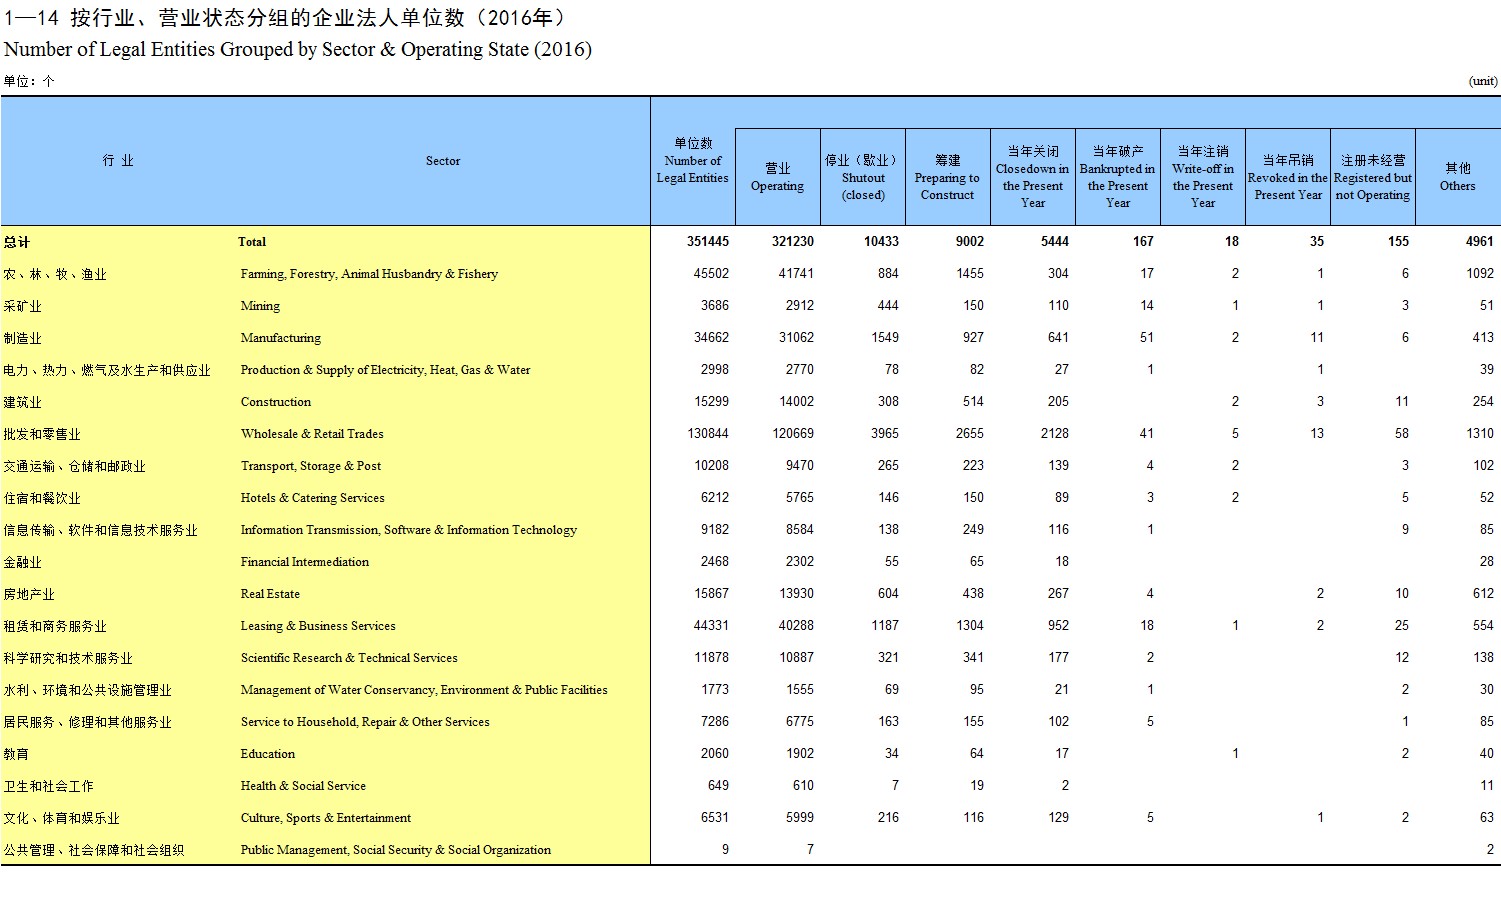 1—14 按行业、营业状态分组的企业法人单位数（2016年）
Number of Legal Entities Grouped by Sector & Operating State (2016)
单位：个 (unit)
行 业 Sector 单位数 Number of Legal Entities 营业 Operating 停业（歇业） Shutout (closed) 筹建 Preparing to Construct 当年关闭 Closedown in the Present Year 当年破产 Bankrupted in the Present Year 当年注销 Write-off in the Present Year 当年吊销 Revoked in the Present Year 注册未经营 Registered but not Operating 其他 Others
总计 Total 351445 321230 10433 9002 5444 167 18 35 155 4961
农、林、牧、渔业 Farming, Forestry, Animal Husbandry & Fishery 45502 41741 884 1455 304 17 2 1 6 1092
采矿业 Mining 3686 2912 444 150 110 14 1 1 3 51
制造业 Manufacturing 34662 31062 1549 927 641 51 2 11 6 413
电力、热力、燃气及水生产和供应业 Production & Supply of Electricity, Heat, Gas & Water 2998 2770 78 82 27 1 1 39
建筑业 Construction 15299 14002 308 514 205 2 3 11 254
批发和零售业 Wholesale & Retail Trades 130844 120669 3965 2655 2128 41 5 13 58 1310
交通运输、仓储和邮政业 Transport, Storage & Post 10208 9470 265 223 139 4 2 3 102
住宿和餐饮业 Hotels & Catering Services 6212 5765 146 150 89 3 2 5 52
信息传输、软件和信息技术服务业 Information Transmission, Software & Information Technology 9182 8584 138 249 116 1 9 85
金融业 Financial Intermediation 2468 2302 55 65 18 28
房地产业 Real Estate 15867 13930 604 438 267 4 2 10 612
租赁和商务服务业 Leasing & Business Services 44331 40288 1187 1304 952 18 1 2 25 554
科学研究和技术服务业 Scientific Research & Technical Services 11878 10887 321 341 177 2 12 138
水利、环境和公共设施管理业 Management of Water Conservancy, Environment & Public Facilities 1773 1555 69 95 21 1 2 30
居民服务、修理和其他服务业 Service to Household, Repair & Other Services 7286 6775 163 155 102 5 1 85
教育 Education 2060 1902 34 64 17 1 2 40
卫生和社会工作 Health & Social Service 649 610 7 19 2 11
文化、体育和娱乐业 Culture, Sports & Entertainment 6531 5999 216 116 129 5 1 2 63
公共管理、社会保障和社会组织 Public Management, Social Security & Social Organization 9 7 2